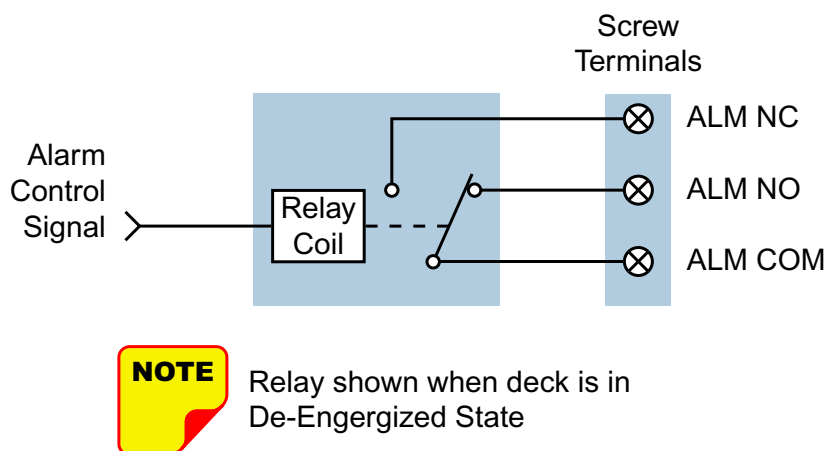 Screw
Terminals
ALM NC
Alarm
Control
Signal
Relay
Coil
ALM NO
ALM COM
NOTE
Relay shown when deck is in
De-Engergized State